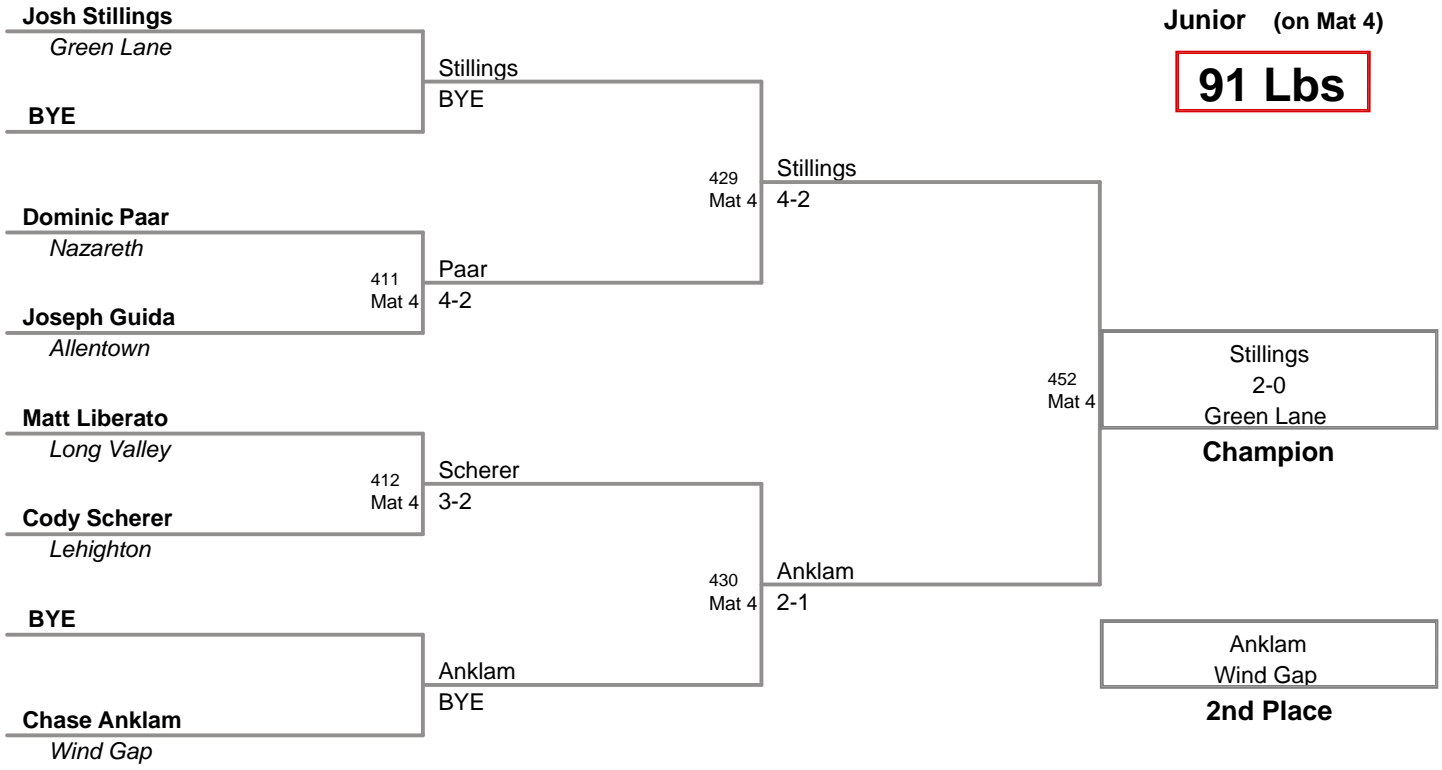 Junior (on Mat 4)
91 Lbs
Josh Stillings
Green Lane
BYE
Dominic Paar
Nazareth
Joseph Guida
Allentown
Matt Liberato
Long Valley
Cody Scherer
Lehighton
BYE
Chase Anklam
Wind Gap
Stillings
BYE
411
Mat 4
Paar
4-2
412
Mat 4
Scherer
3-2
Anklam
BYE
429
Mat 4
Stillings
4-2
430
Mat 4
Anklam
2-1
452
Mat 4
Stillings
2-0
Green Lane
Champion
Anklam
Wind Gap
2nd Place